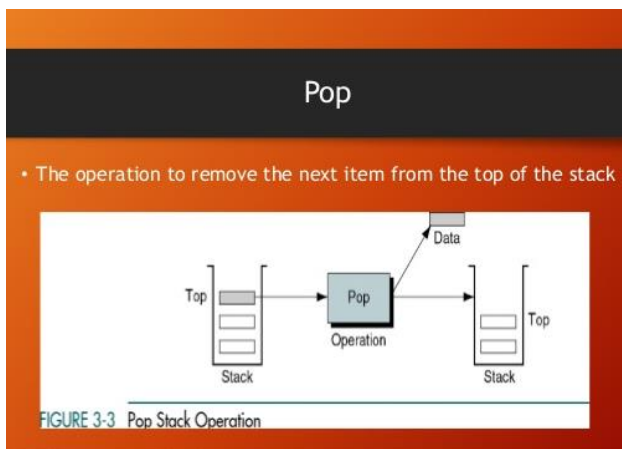 Pop
• The operation to remove the next item from the top of the stack
Data
Top
Pop
Top
Operation
Stack
Stack
FIGURE 3-3 Pop Stack Operation